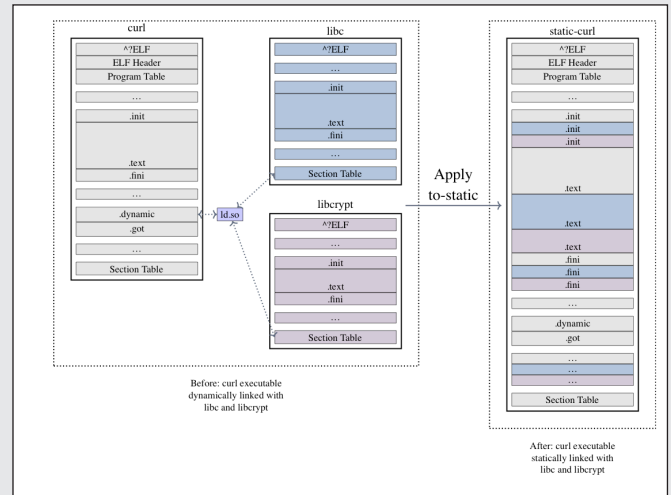 curl
^?ELF
ELF Header
Program Table
…
.init
.text
.fini
…
.dynamic
.got
…
Section Table
ld.so
libc
^?ELF
…
.init
.text
.fini
…
Section Table
libcrypt
^?ELF
…
.init
.text
.fini
…
Section Table
Before: curl executable
dynamically linked with
libc and libcrypt
Apply
to-static
static-curl
^?ELF
ELF Header
Program Table
…
.init
.init
.init
.text
.text
.text
.fini
.fini
.fini
…
.dynamic
.got
…
…
…
Section Table
After: curl executable
statically linked with
libc and libcrypt